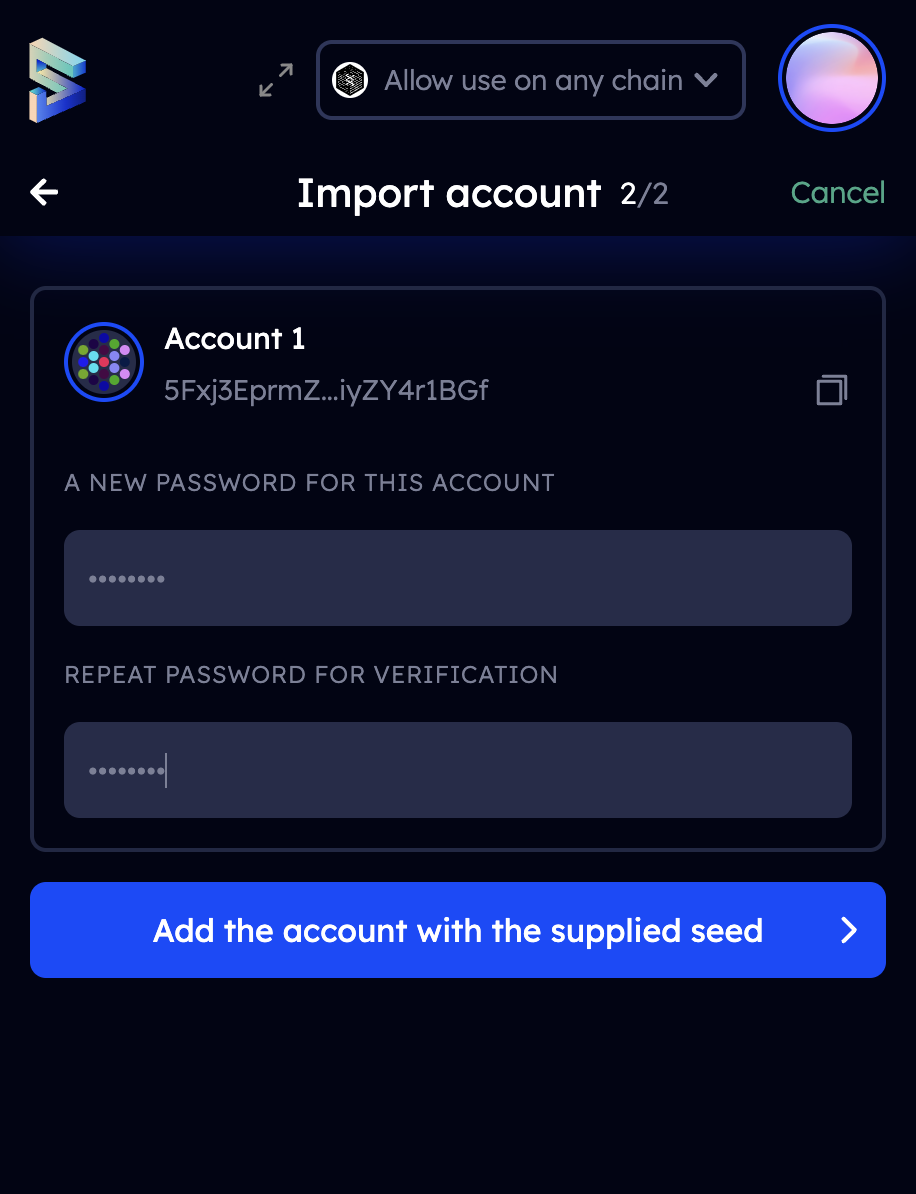 Allow use on any chain
Import account 2/2
Cancel
Account 1
5Fxj3EprmZ...iyZY4r1BGf
A NEW PASSWORD FOR THIS ACCOUNT
••••••••
REPEAT PASSWORD FOR VERIFICATION
••••••••
Add the account with the supplied seed